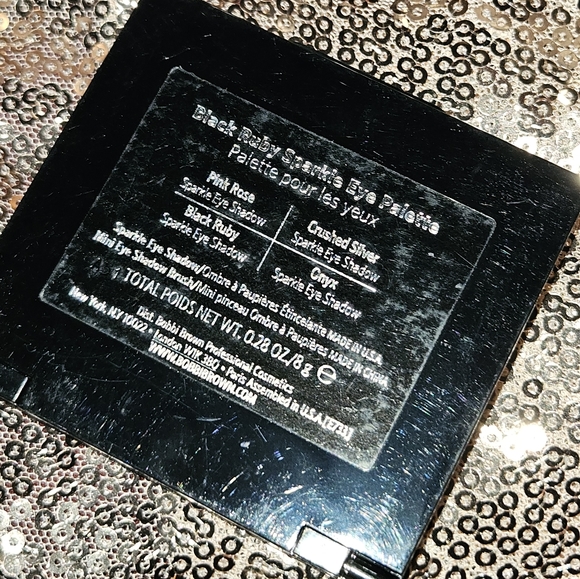 Black Ruby Sparkle Eye Palette
Palette pour les yeux
Pink Rose
Sparkle Eye Shadow
Crushed Silver
Sparkle Eye Shadow
Black Ruby
Sparkle Eye Shadow
Onyx
Sparkle Eye Shadow
Sparkle Eye Shadow/Ombre à Paupières Étincelante MADE IN U.S.A.
Mini Eye Shadow Brush/Mini pinceau Ombre à Paupières MADE IN CHINA
TOTAL POIDS NET WT. 0.28 OZ./8 g ℮
Dist. Bobbi Brown Professional Cosmetics
New York, NY 10022 • London W1K 3BQ • Paris Assembled in U.S.A.
WWW.BOBBIBROWN.COM